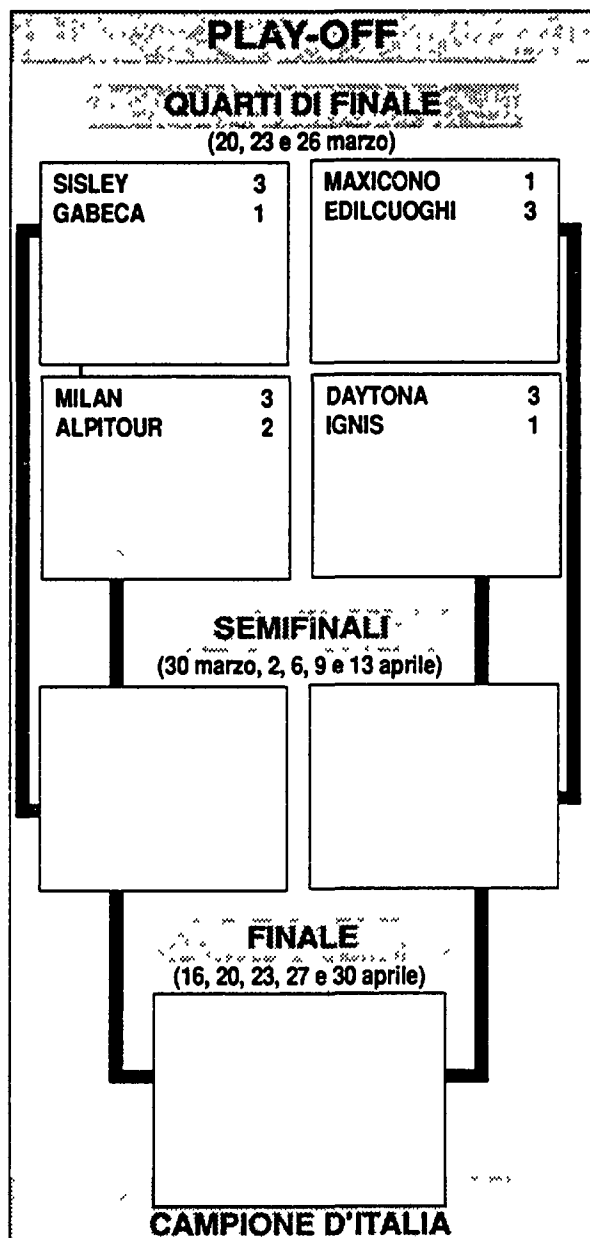 PLAY-OFF
QUARTI DI FINALE
(20, 23 e 26 marzo)
SISLEY 3
GABECA 1
MAXICONO 1
EDILCUOGHI 3
MILAN 3
ALPITOUR 2
DAYTONA 3
IGNIS 1
SEMIFINALI
(30 marzo, 2, 6, 9 e 13 aprile)
FINALE
(16, 20, 23, 27 e 30 aprile)
CAMPIONE D'ITALIA